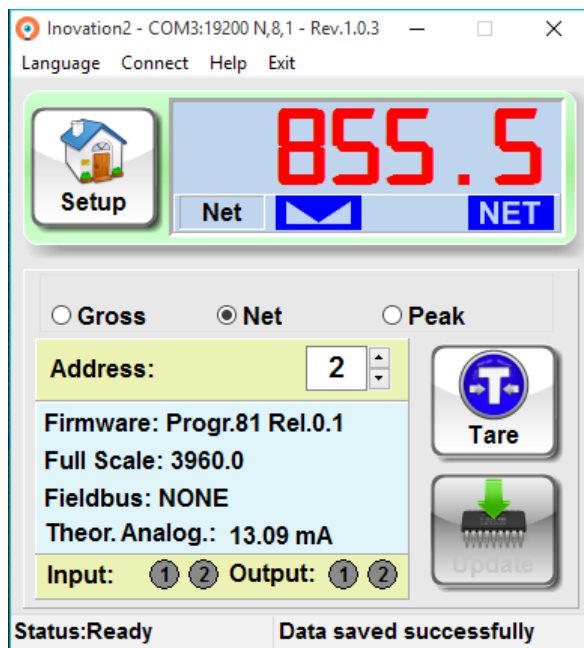 Inovation2 - COM3:19200 N,8,1 - Rev.1.0.3
Language Connect Help Exit
855.5
Setup
Net NET
Gross Net Peak
Address: 2
Firmware: Progr.81 Rel.0.1
Tare
Full Scale: 3960.0
Fieldbus: NONE
Theor. Analog.: 13.09 mA
Update
Input: 1 2 Output: 1 2
Status:Ready Data saved successfully